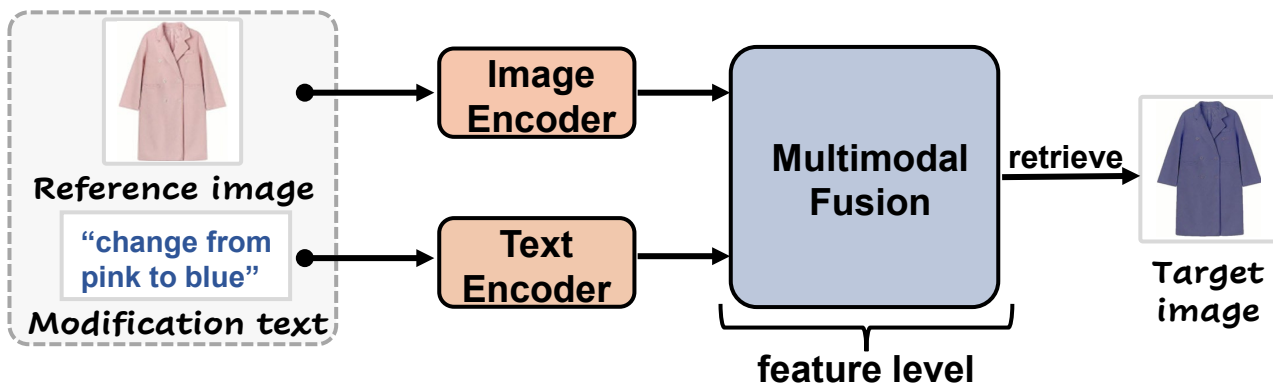 Reference image
“change from
pink to blue”
Modification text
Image
Encoder
Text
Encoder
Multimodal
Fusion
feature level
retrieve
Target
image